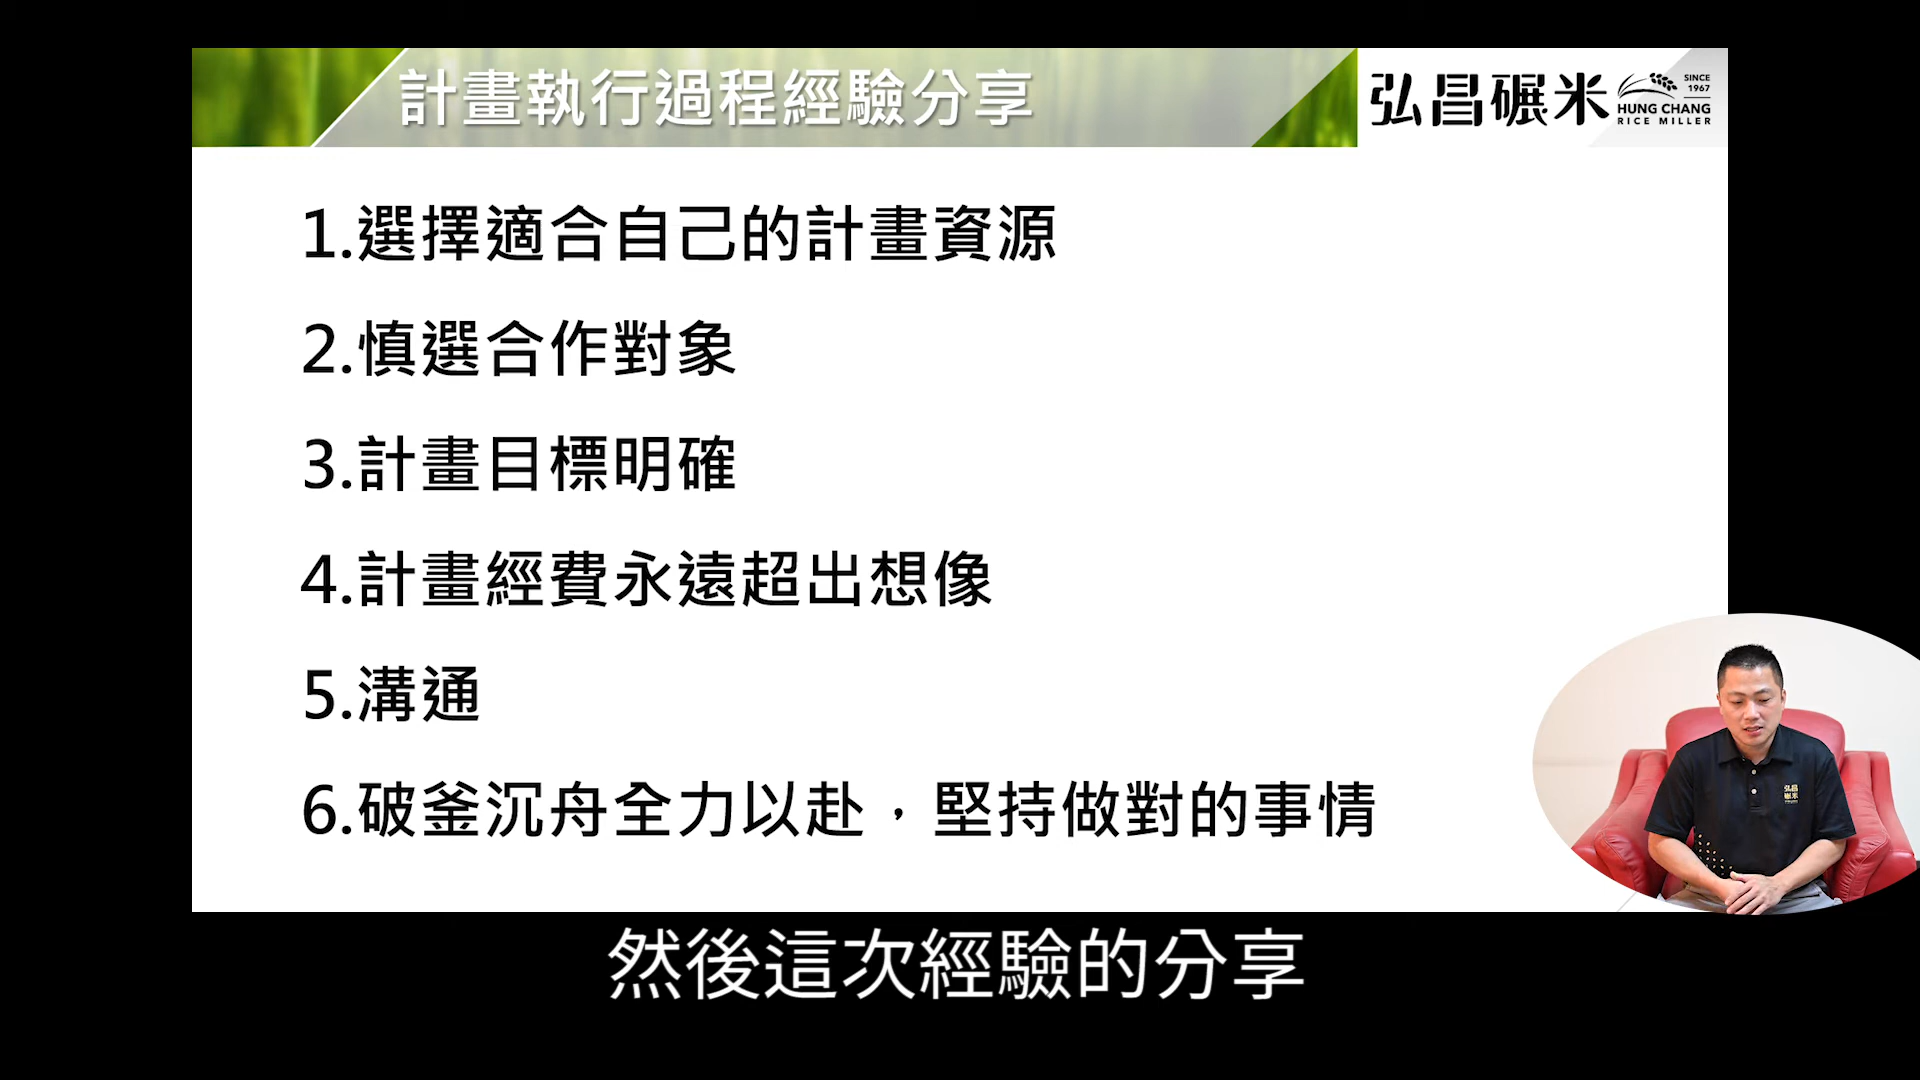 計畫執行過程經驗分享
弘昌碾米
SINCE
1967
HUNG CHANG
RICE MILLER
1.選擇適合自己的計畫資源
2.慎選合作對象
3.計畫目標明確
4.計畫經費永遠超出想像
5.溝通
6.破釜沉舟全力以赴，堅持做對的事情
弘昌
碾米
然後這次經驗的分享